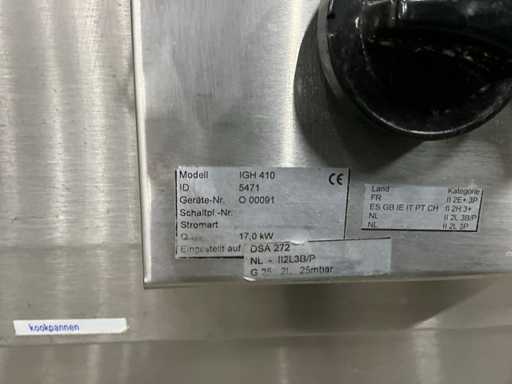 Modell IGH 410
ID 5471
Geräte-Nr. O 00091
Schaltpl.-Nr.
Stromart
17,0 kW
Eingestellt auf DSA 272
NL - II2L3B/P
G 25 2L 25mbar
CE
Land Kategorie
FR II 2E+ 3P
ES GB IE IT PT CH II 2H 3+
NL II 2L 3B/P
NL II 2L 3P
kookpannen